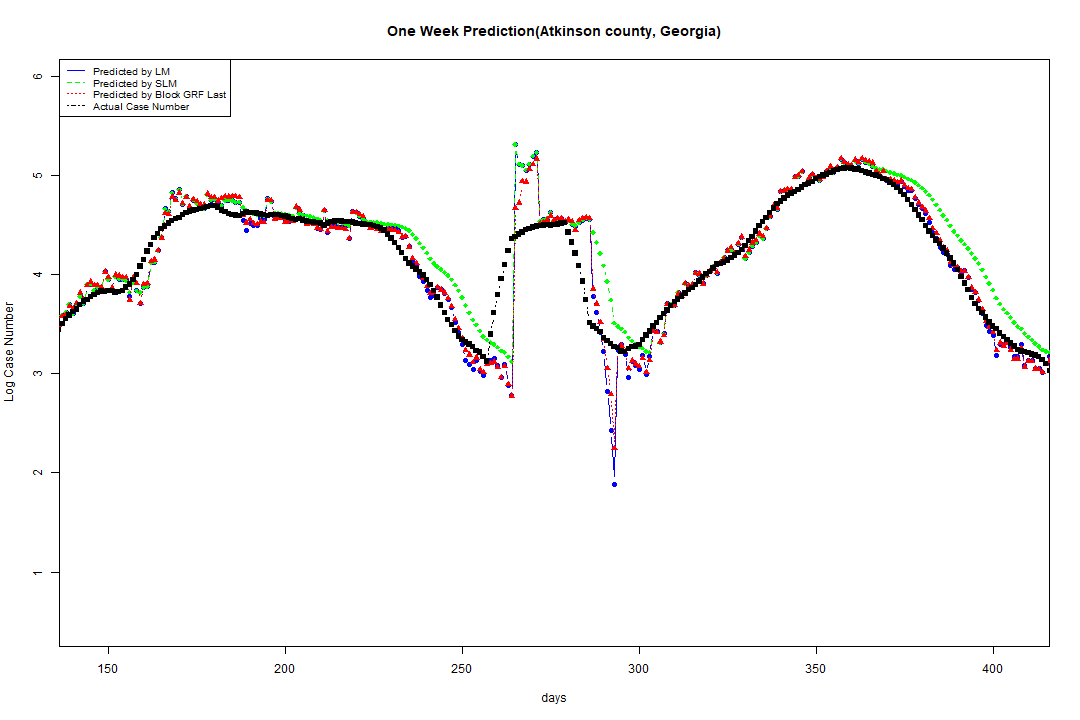 One Week Prediction(Atkinson county, Georgia)
Predicted by LM
Predicted by SLM
Predicted by Block GRF Last
Actual Case Number
6
5
4
3
2
1
Log Case Number
150 200 250 300 350 400
days